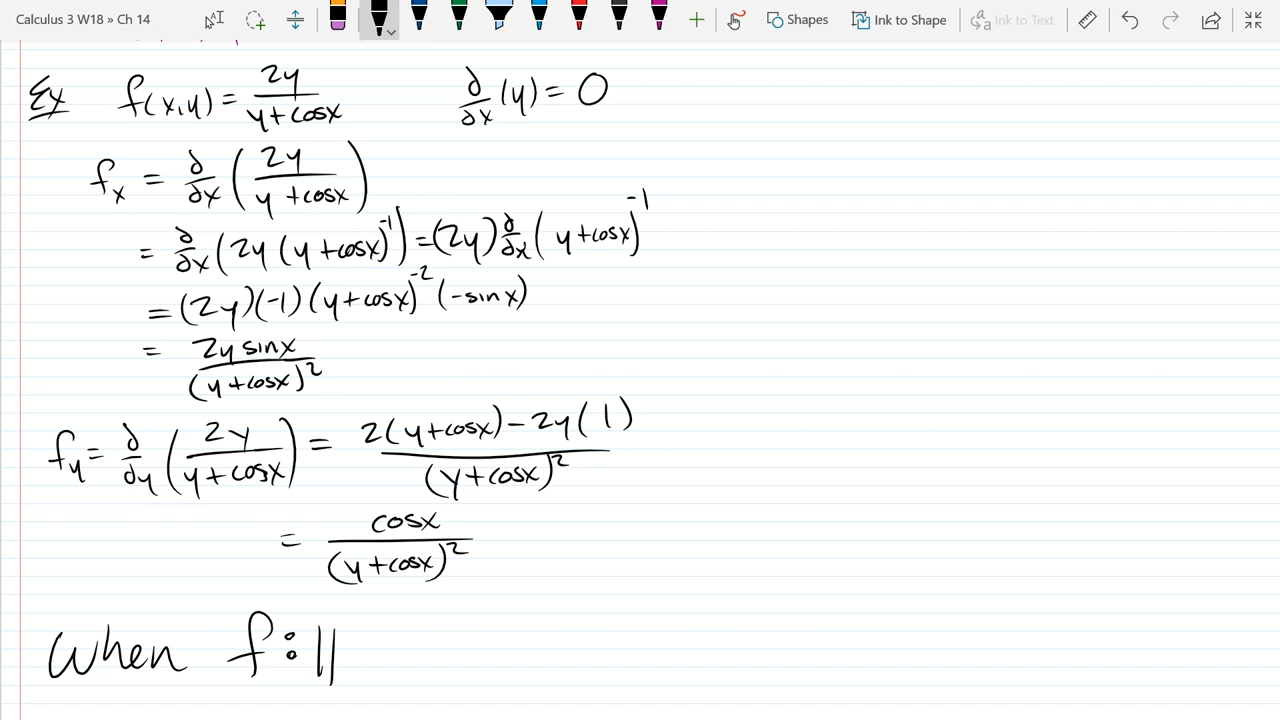 Calculus 3 W18 » Ch 14 Shapes Ink to Shape Ink to Text
Ex f(x,y) = 2y/(y+cosx) ∂/∂x (y) = 0
f_x = ∂/∂x (2y/(y+cosx))
= ∂/∂x (2y (y+cosx)^-1) = (2y) ∂/∂x (y+cosx)^-1
= (2y)(-1)(y+cosx)^-2 (-sinx)
= 2y sinx/(y+cosx)^2
f_y = ∂/∂y (2y/(y+cosx)) = (2(y+cosx) - 2y(1))/(y+cosx)^2
= cosx/(y+cosx)^2
When f: ||